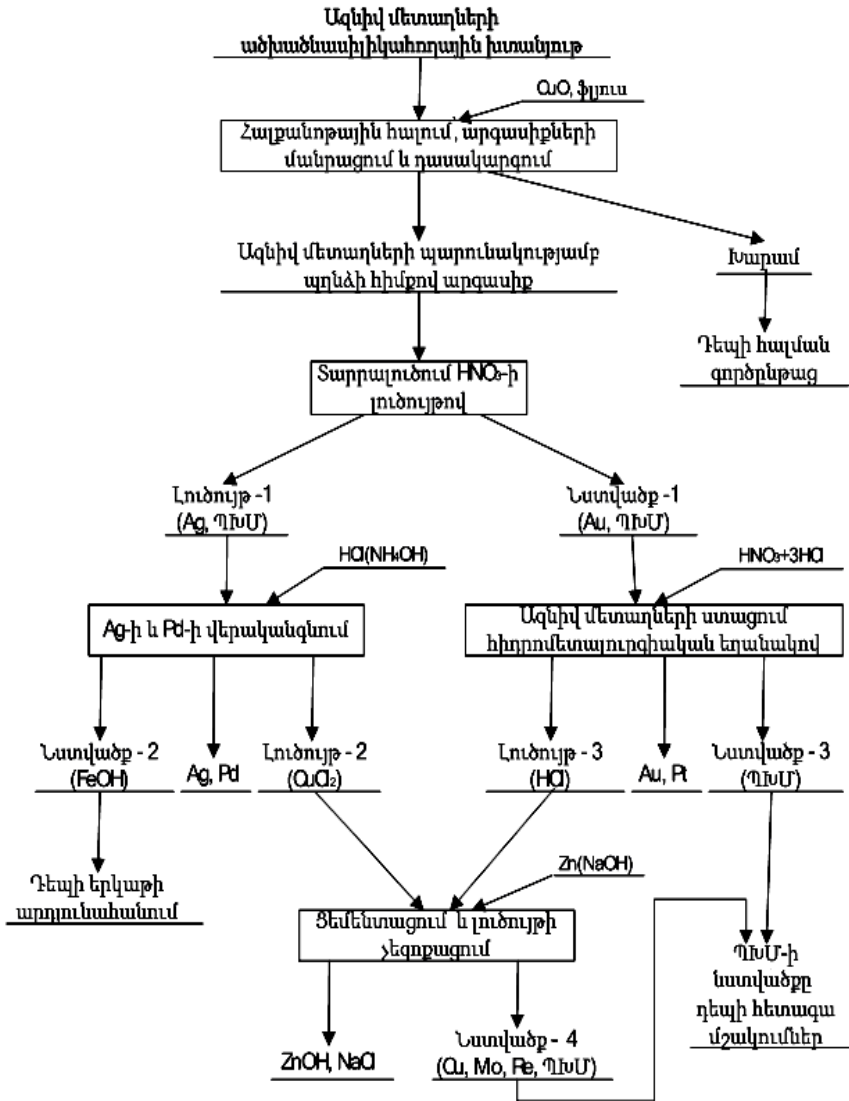 Ազնիվ մետաղների
ածխածնասիլիկահողային խտանյութ
CuO, ֆլյուս
Հալքանոթային հալում, արգասիքների
մանրացում և դասակարգում
Ազնիվ մետաղների պարունակությամբ
պղնձի հիմքով արգասիք
Խարամ
Դեպի հալման
գործընթաց
Տարրալուծում HNO₃-ի
լուծույթով
Լուծույթ -1
(Ag, ՊԽՄ)
Նստվածք -1
(Au, ՊԽՄ)
HCl(NH₄OH)
HNO₃+3HCl
Ag-ի և Pd-ի վերականգնում
Ազնիվ մետաղների ստացում
հիդրոմետալուրգիական եղանակով
Նստվածք - 2
(FeOH)
Ag, Pd
Լուծույթ - 2
(CuCl₂)
Լուծույթ - 3
(HCl)
Au, Pt
Նստվածք - 3
(ՊԽՄ)
Դեպի երկաթի
արդյունահանում
Zn(NaOH)
Ցեմենտացում և լուծույթի
չեզոքացում
ՊԽՄ-ի
նստվածքը
դեպի հետագա
մշակումներ
ZnOH, NaCl
Նստվածք - 4
(Cu, Mo, Re, ՊԽՄ)